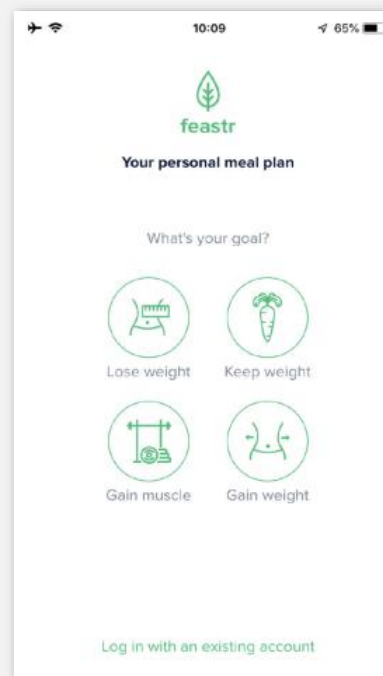 10:09
65%
feastr
Your personal meal plan
What's your goal?
Lose weight
Keep weight
Gain muscle
Gain weight
Log in with an existing account